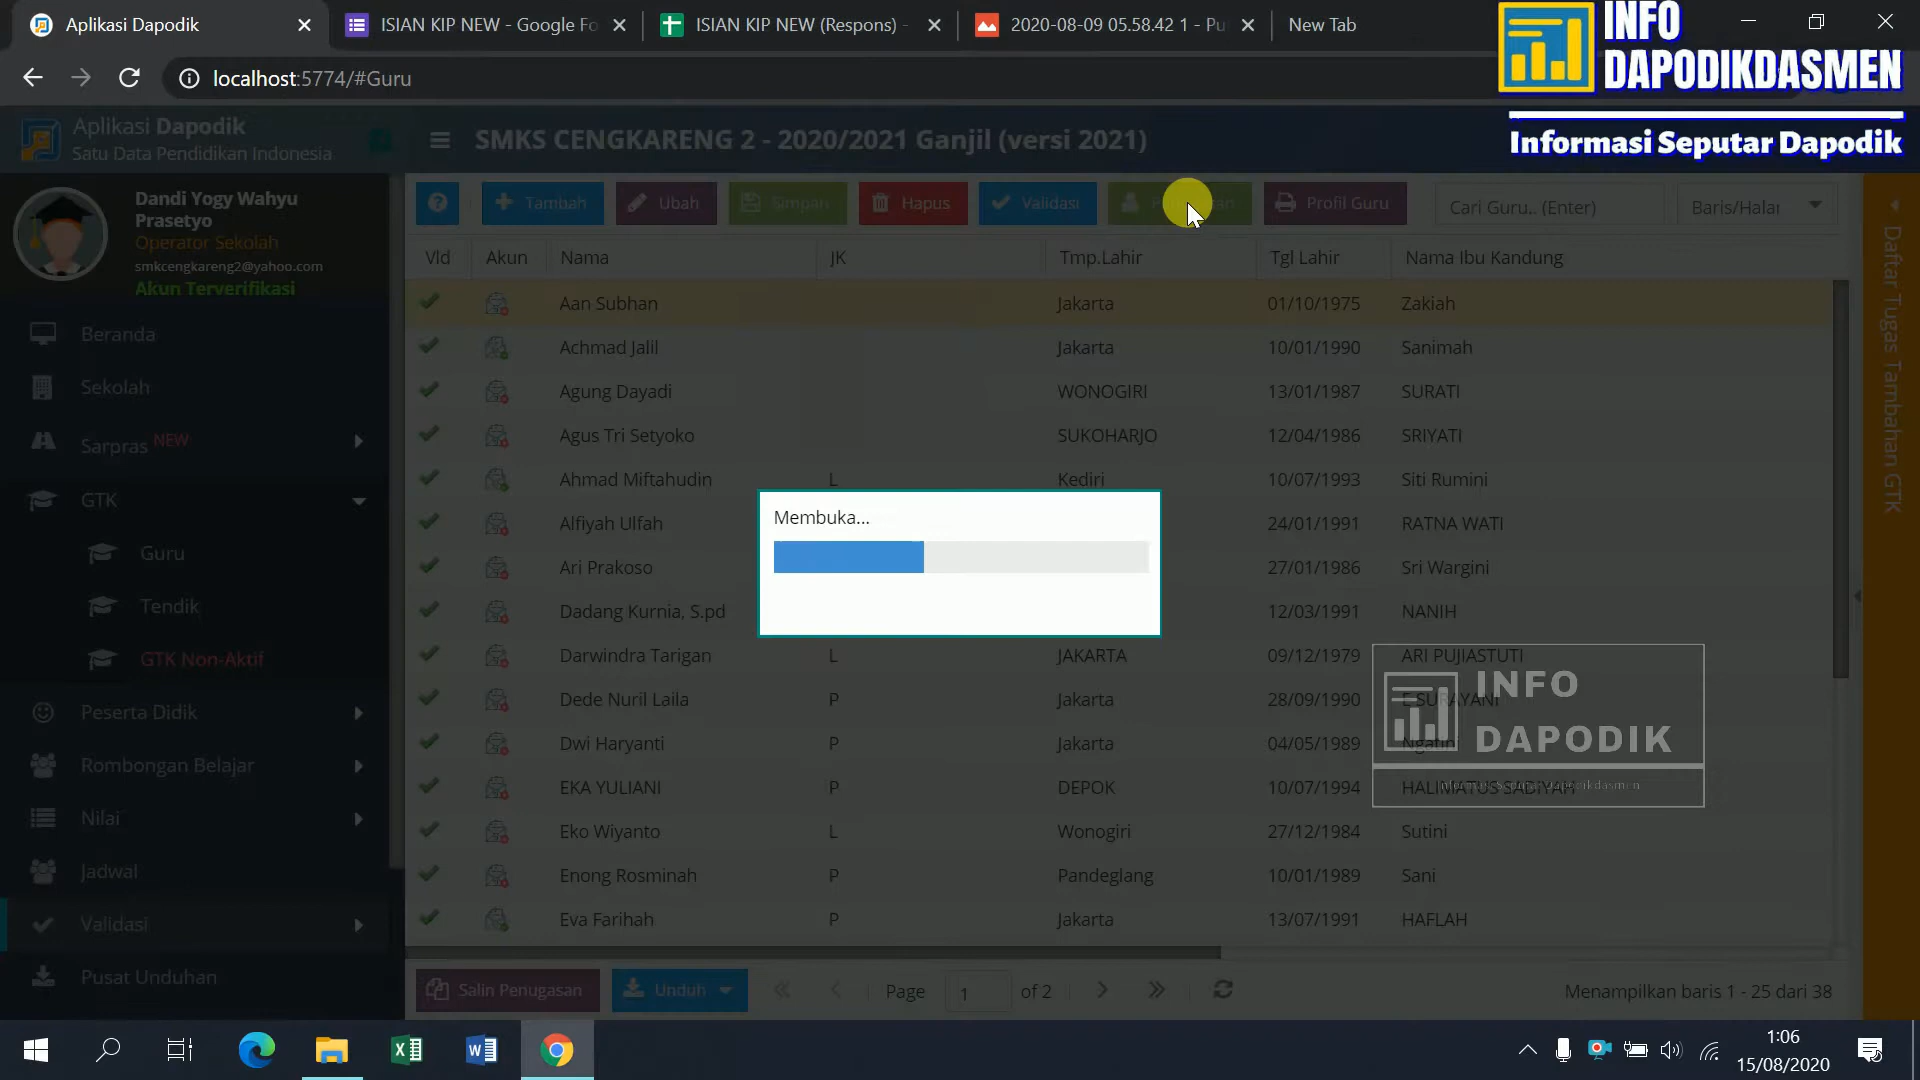 Aplikasi Dapodik
ISIAN KIP NEW - Google Fo
ISIAN KIP NEW (Respons) -
2020-08-09 05.58.42 1 - Pu
New Tab
localhost:5774/#Guru
INFO
DAPODIKDASMEN
Informasi Seputar Dapodik
Aplikasi Dapodik
Satu Data Pendidikan Indonesia
SMKS CENGKARENG 2 - 2020/2021 Ganjil (versi 2021)
Dandi Yogy Wahyu
Prasetyo
Operator Sekolah
smkcengkareng2@yahoo.com
Akun Terverifikasi
Beranda
Sekolah
Sarpras NEW
GTK
Guru
Tendik
GTK Non-Aktif
Peserta Didik
Rombongan Belajar
Nilai
Jadwal
Validasi
Pusat Unduhan
Tambah Ubah Simpan Hapus Validasi Profil Guru Cari Guru.. (Enter) Baris/Halar
Vld Akun Nama JK Tmp.Lahir Tgl Lahir Nama Ibu Kandung
Aan Subhan Jakarta 01/10/1975 Zakiah
Achmad Jalil Jakarta 10/01/1990 Sanimah
Agung Dayadi WONOGIRI 13/01/1987 SURATI
Agus Tri Setyoko SUKOHARJO 12/04/1986 SRIYATI
Ahmad Miftahudin L Kediri 10/07/1993 Siti Rumini
Alfiyah Ulfah 24/01/1991 RATNA WATI
Ari Prakoso 27/01/1986 Sri Wargini
Dadang Kurnia, S.pd 12/03/1991 NANIH
Darwindra Tarigan L JAKARTA 09/12/1979 ARI PUJIASTUTI
Dede Nuril Laila P Jakarta 28/09/1990 E SURAYANI
Dwi Haryanti P Jakarta 04/05/1989 Ngatini
EKA YULIANI P DEPOK 10/07/1994 HALIMATUS SADIYAH
Eko Wiyanto L Wonogiri 27/12/1984 Sutini
Enong Rosminah P Pandeglang 10/01/1989 Sani
Eva Farihah P Jakarta 13/07/1991 HAFLAH
Membuka...
INFO
DAPODIK
Daftar Tugas Tambahan GTK
Salin Penugasan Unduh Page 1 of 2 Menampilkan baris 1 - 25 dari 38
1:06
15/08/2020